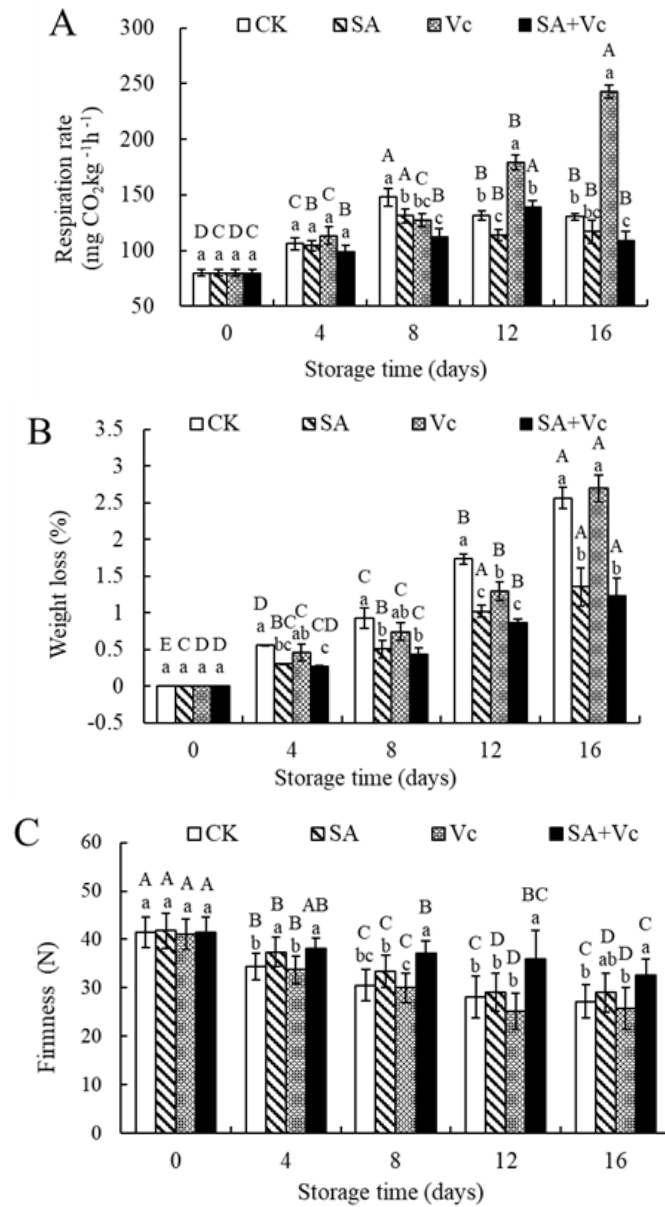 A
CK SA Vc SA+Vc
300
250
200
150
100
50
Respiration rate
(mg CO₂kg⁻¹h⁻¹)
D C D C
a a a a
C B C B
a a a a
A A C B
a b bc c
B B B A
b c a b
B B A B
b bc a c
0 4 8 12 16
Storage time (days)
B
CK SA Vc SA+Vc
3.5
3
2.5
2
1.5
1
0.5
0
-0.5
Weight loss (%)
E C D D
a a a a
D BC C CD
a bc ab c
C B C C
a b ab b
B A B B
a c b c
A A A A
a b a b
0 4 8 12 16
Storage time (days)
C
CK SA Vc SA+Vc
60
50
40
30
20
10
0
Firmness (N)
A A A A
a a a a
B B B AB
b a b a
C C C B
bc b c a
C D D BC
b b b a
C D D C
b ab b a
0 4 8 12 16
Storage time (days)